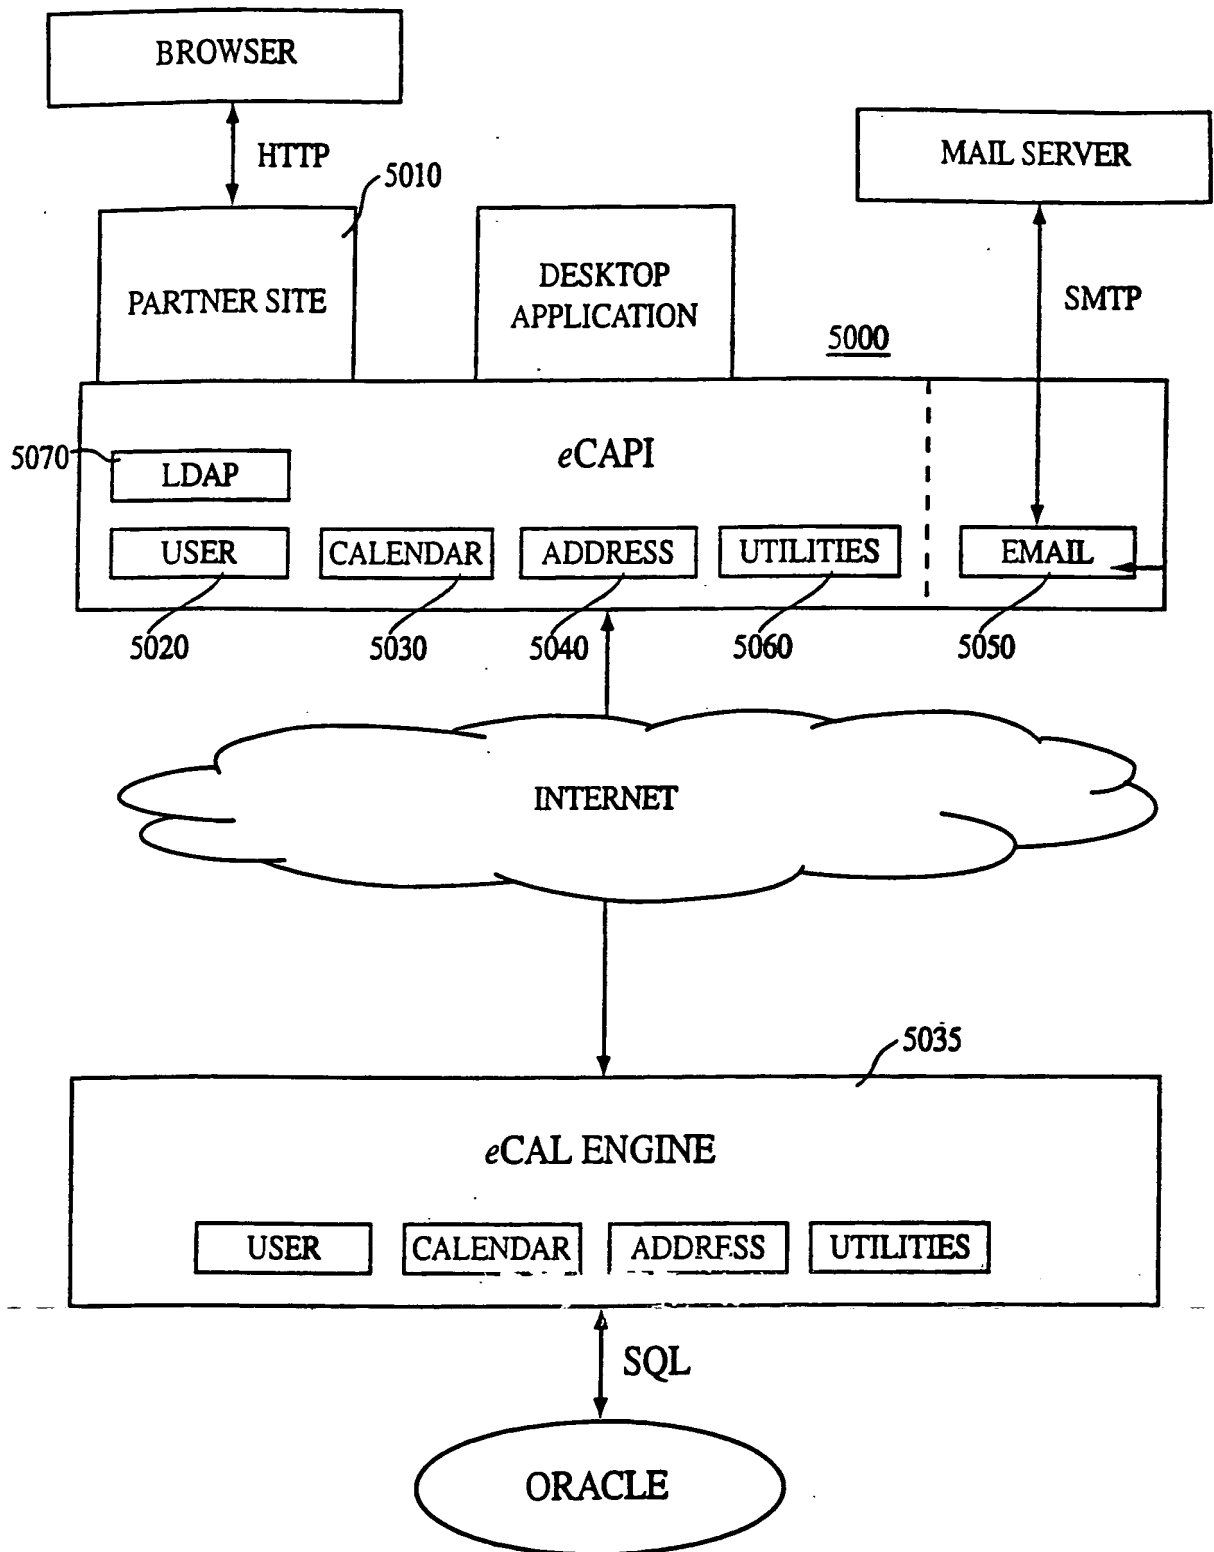 BROWSER
HTTP
MAIL SERVER
5010
PARTNER SITE
DESKTOP
APPLICATION
SMTP
5000
eCAPI
5070
LDAP
USER
CALENDAR
ADDRESS
UTILITIES
EMAIL
5020
5030
5040
5060
5050
INTERNET
5035
eCAL ENGINE
USER
CALENDAR
ADDRESS
UTILITIES
SQL
ORACLE